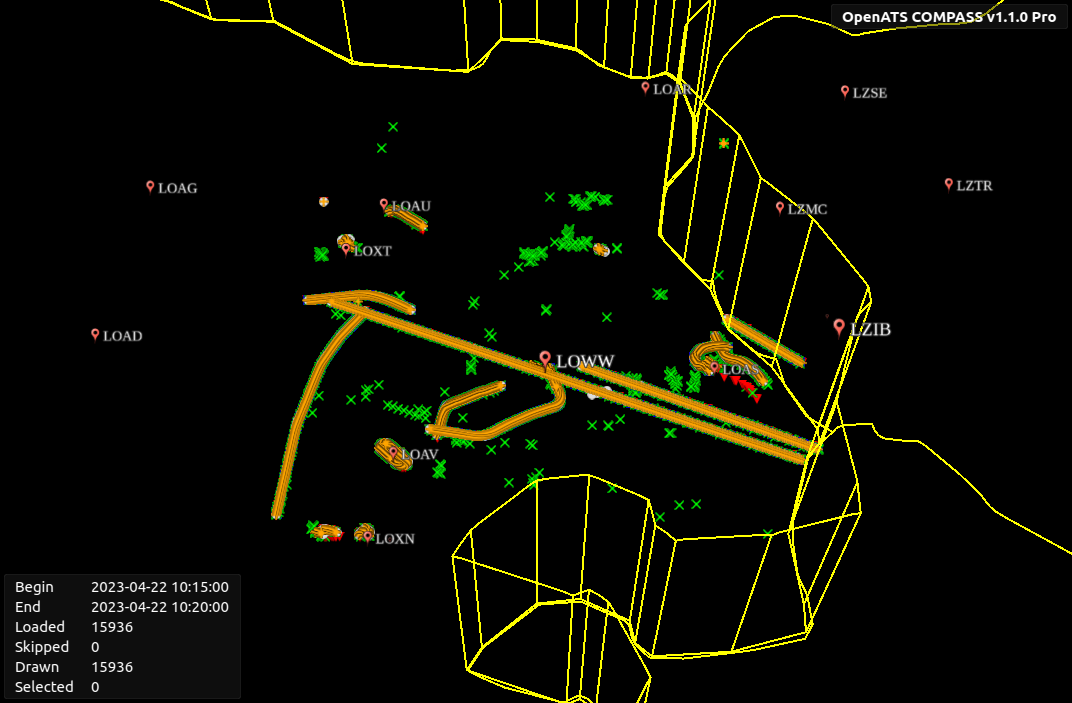 OpenATS COMPASS v1.1.0 Pro
LOAR
LZSE
LOAG
LZTR
LOAU
LZMC
LOXT
LOAD
LZIB
LOWW
LOAS
LOAV
LOXN
Begin 2023-04-22 10:15:00
End 2023-04-22 10:20:00
Loaded 15936
Skipped 0
Drawn 15936
Selected 0